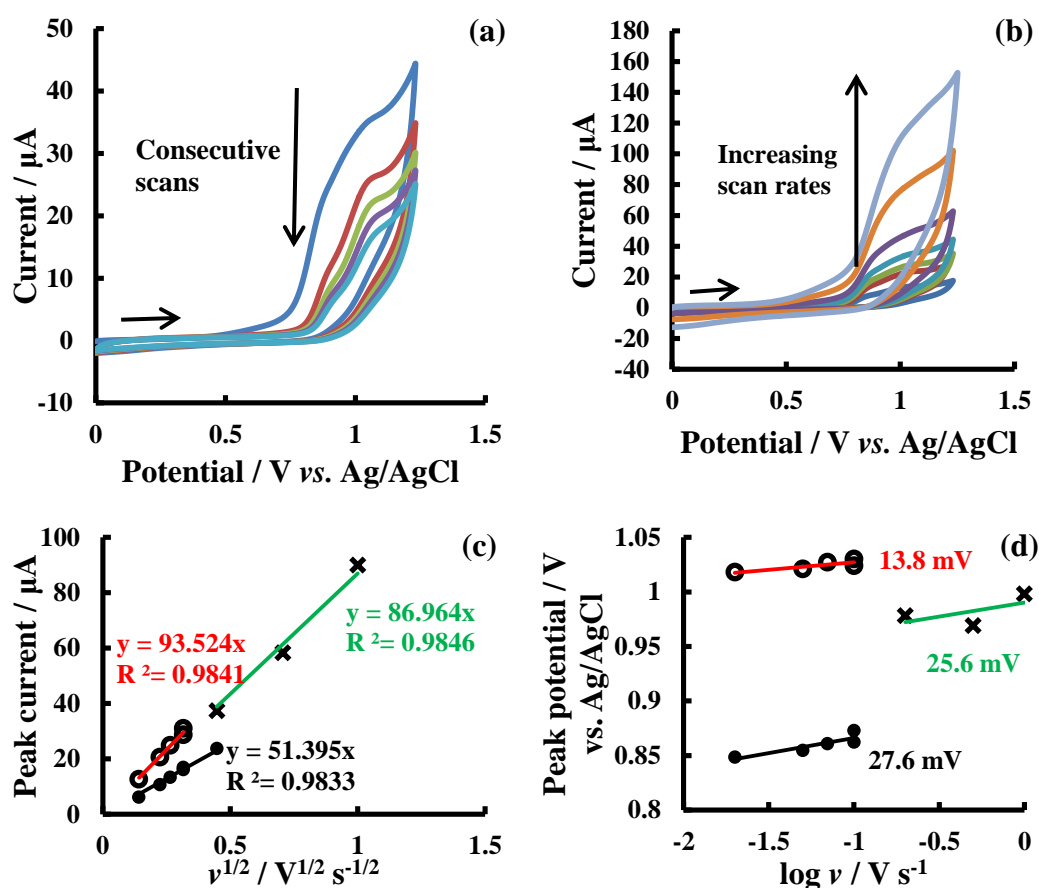 (a)
50
40
30
20
10
0
-10
Current / µA
Consecutive
scans
0
0.5
1
1.5
Potential / V vs. Ag/AgCl
(b)
180
160
140
120
100
80
60
40
20
0
-20
-40
Current / µA
Increasing
scan rates
0
0.5
1
1.5
Potential / V vs. Ag/AgCl
(c)
100
80
60
40
20
0
Peak current / µA
y = 93.524x
R ²= 0.9841
y = 86.964x
R ²= 0.9846
y = 51.395x
R ²= 0.9833
0
0.5
1
1.5
v1/2 / V1/2 s-1/2
(d)
1.05
1
0.95
0.9
0.85
0.8
Peak potential / V
vs. Ag/AgCl
13.8 mV
25.6 mV
27.6 mV
-2
-1.5
-1
-0.5
0
log v / V s-1